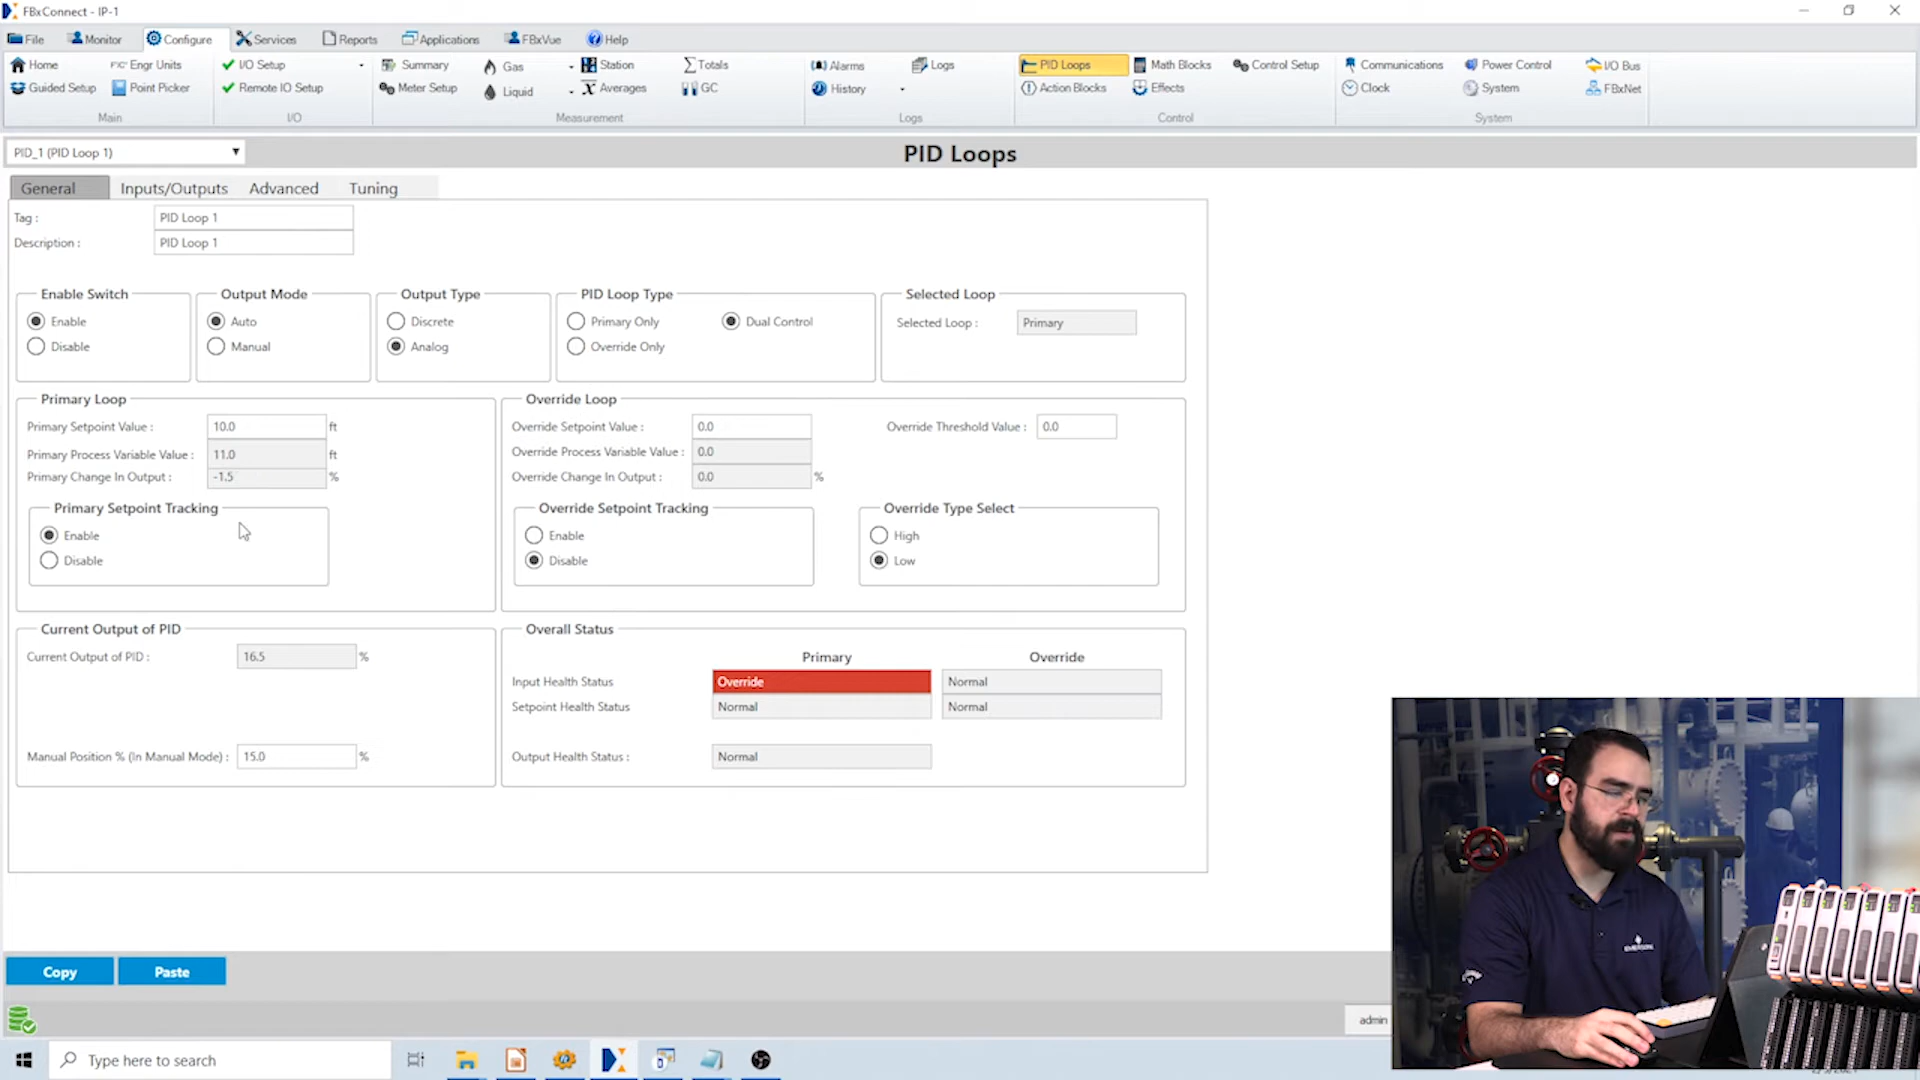 FBxConnect - IP-1
File Monitor Configure Services Reports Applications FBxVue Help
Home Engr Units I/O Setup Summary Gas Station Totals Alarms Logs PID Loops Math Blocks Control Setup Communications Power Control I/O Bus
Guided Setup Point Picker Remote IO Setup Meter Setup Liquid Averages GC History Action Blocks Effects Clock System FBxNet
Main I/O Measurement Logs Control System
PID_1 (PID Loop 1) PID Loops
General Inputs/Outputs Advanced Tuning
Tag : PID Loop 1
Description : PID Loop 1
Enable Switch Output Mode Output Type PID Loop Type Selected Loop
Enable Auto Discrete Primary Only Dual Control Selected Loop : Primary
Disable Manual Analog Override Only
Primary Loop Override Loop
Primary Setpoint Value : 10.0 ft Override Setpoint Value : 0.0 Override Threshold Value : 0.0
Primary Process Variable Value : 11.0 ft Override Process Variable Value : 0.0
Primary Change In Output : -1.5 % Override Change In Output : 0.0 %
Primary Setpoint Tracking Override Setpoint Tracking Override Type Select
Enable Enable High
Disable Disable Low
Current Output of PID Overall Status
Current Output of PID : 16.5 % Primary Override
Input Health Status Override Normal
Setpoint Health Status Normal Normal
Manual Position % (In Manual Mode) : 15.0 % Output Health Status : Normal
Copy Paste
admin
EMERSON
Type here to search